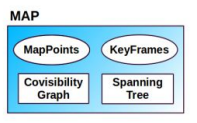 MAP
MapPoints KeyFrames
Covisibility Spanning
Graph Tree